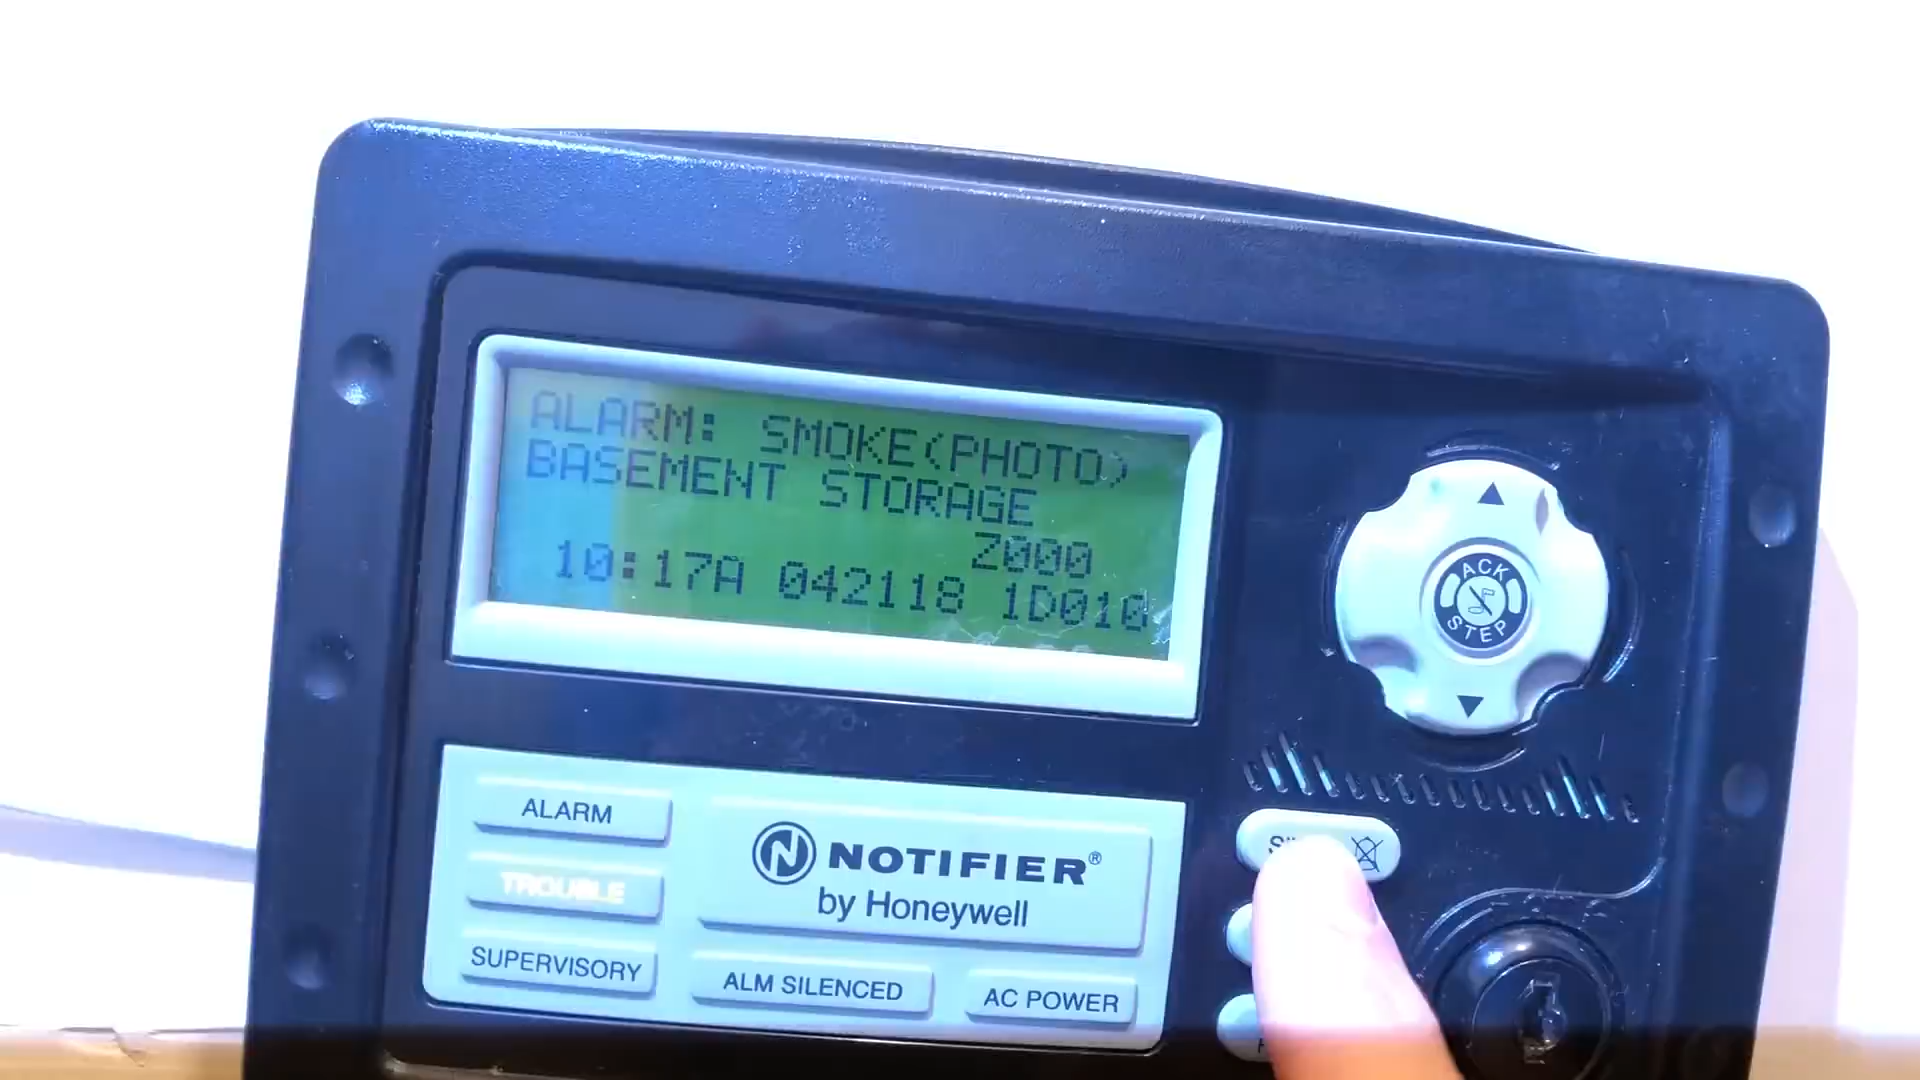 ALARM: SMOKE(PHOTO)
BASEMENT STORAGE
Z000
10:17A 042118 1D010
ACK
STEP
ALARM
TROUBLE
SUPERVISORY
NOTIFIER®
by Honeywell
ALM SILENCED
AC POWER